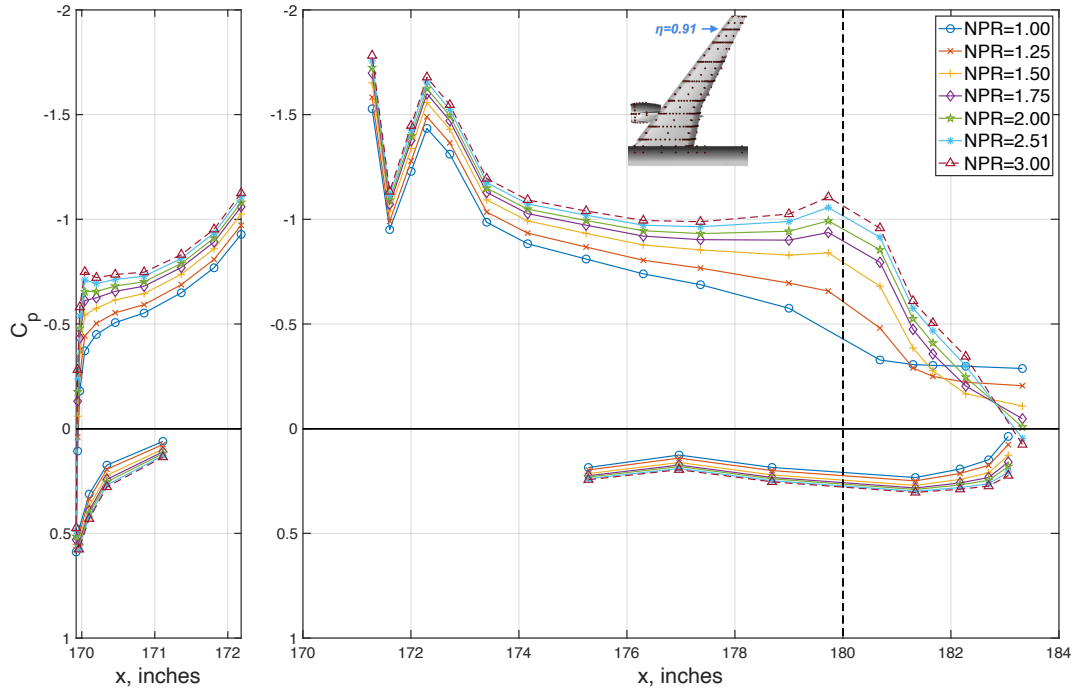 -2
-1.5
-1
-0.5
0
0.5
1
C_p
170
171
172
x, inches
-2
-1.5
-1
-0.5
0
0.5
1
170
172
174
176
178
180
182
184
x, inches
η=0.91
NPR=1.00
NPR=1.25
NPR=1.50
NPR=1.75
NPR=2.00
NPR=2.51
NPR=3.00